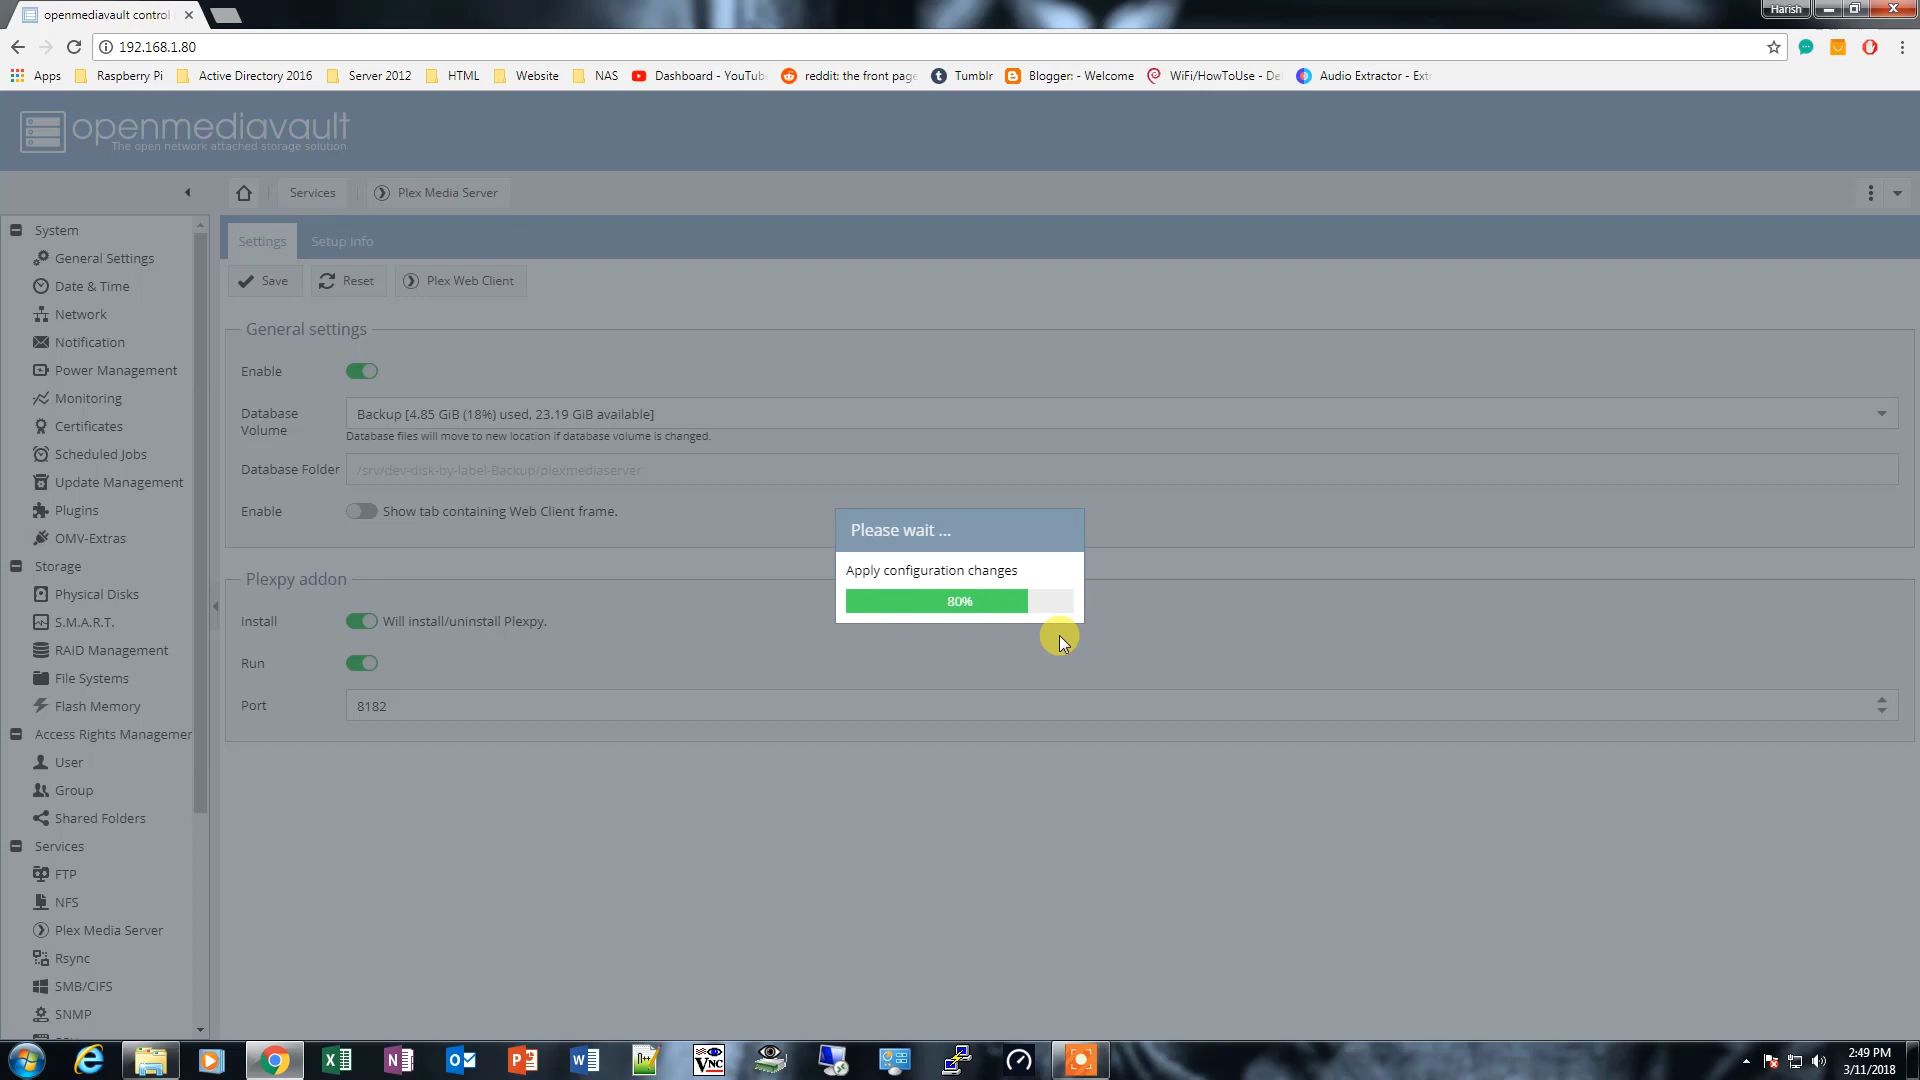 openmediavault control
Harish
192.168.1.80
Apps
Raspberry Pi
Active Directory 2016
Server 2012
HTML
Website
NAS
Dashboard - YouTub
reddit: the front page
Tumblr
Blogger: - Welcome
WiFi/HowToUse - De
Audio Extractor - Ext
openmediavault
The open network attached storage solution
Services
Plex Media Server
System
General Settings
Date & Time
Network
Notification
Power Management
Monitoring
Certificates
Scheduled Jobs
Update Management
Plugins
OMV-Extras
Storage
Physical Disks
S.M.A.R.T.
RAID Management
File Systems
Flash Memory
Access Rights Managemer
User
Group
Shared Folders
Services
FTP
NFS
Plex Media Server
Rsync
SMB/CIFS
SNMP
Settings
Setup info
Save
Reset
Plex Web Client
General settings
Enable
Database
Volume
Backup [4.85 GiB (18%) used, 23.19 GiB available]
Database files will move to new location if database volume is changed.
Database Folder
/srv/dev-disk-by-label-Backup/plexmediaserver
Enable
Show tab containing Web Client frame.
Plexpy addon
Install
Will install/uninstall Plexpy.
Run
Port
8182
Please wait ...
Apply configuration changes
80%
2:49 PM
3/11/2018